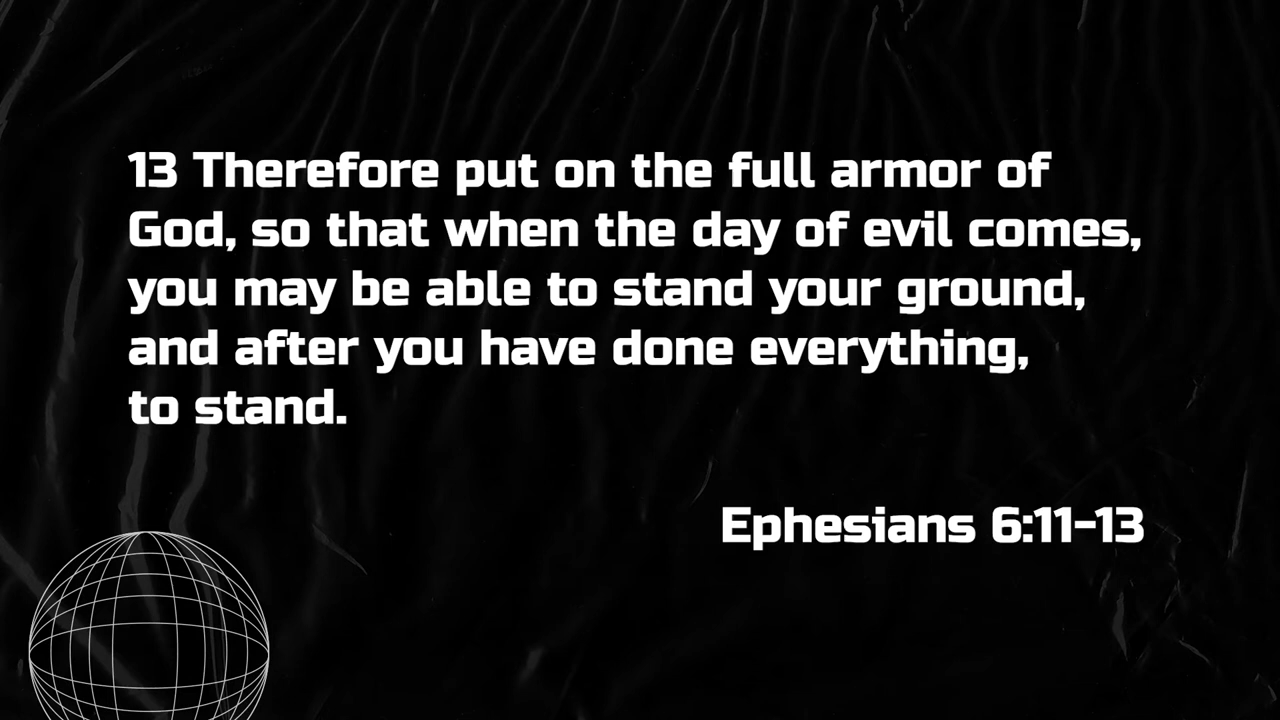 13 Therefore put on the full armor of
God, so that when the day of evil comes,
you may be able to stand your ground,
and after you have done everything,
to stand.
Ephesians 6:11-13